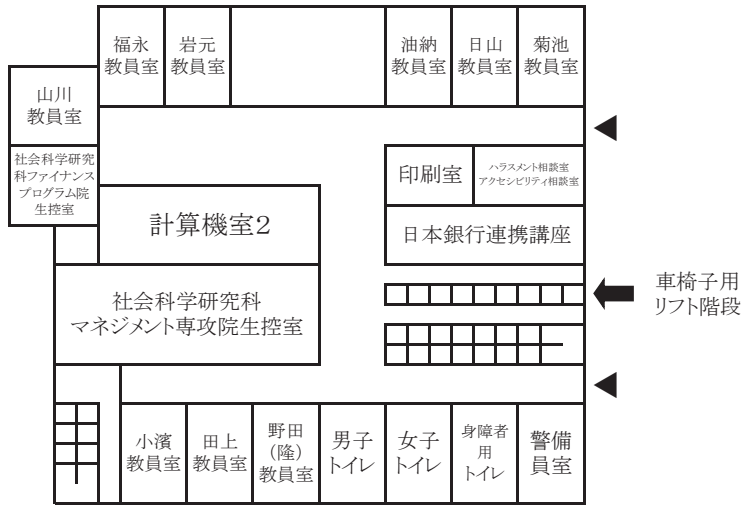 福永
教員室
岩元
教員室
油納
教員室
日山
教員室
菊池
教員室
山川
教員室
社会科学研究
科ファイナンス
プログラム院
生控室
印刷室
ハラスメント相談室
アクセシビリティ相談室
計算機室2
日本銀行連携講座
社会科学研究科
マネジメント専攻院生控室
車椅子用
リフト階段
小濱
教員室
田上
教員室
野田
(隆)
教員室
男子
トイレ
女子
トイレ
身障者
用
トイレ
警備
員室